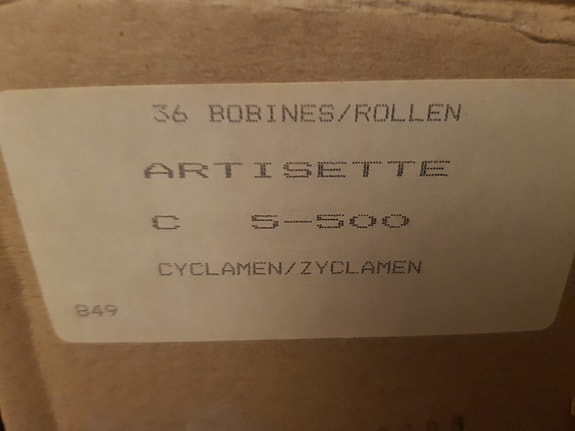 36 BOBINES/ROLLEN
ARTISETTE
C 5-500
CYCLAMEN/ZYCLAMEN
B49